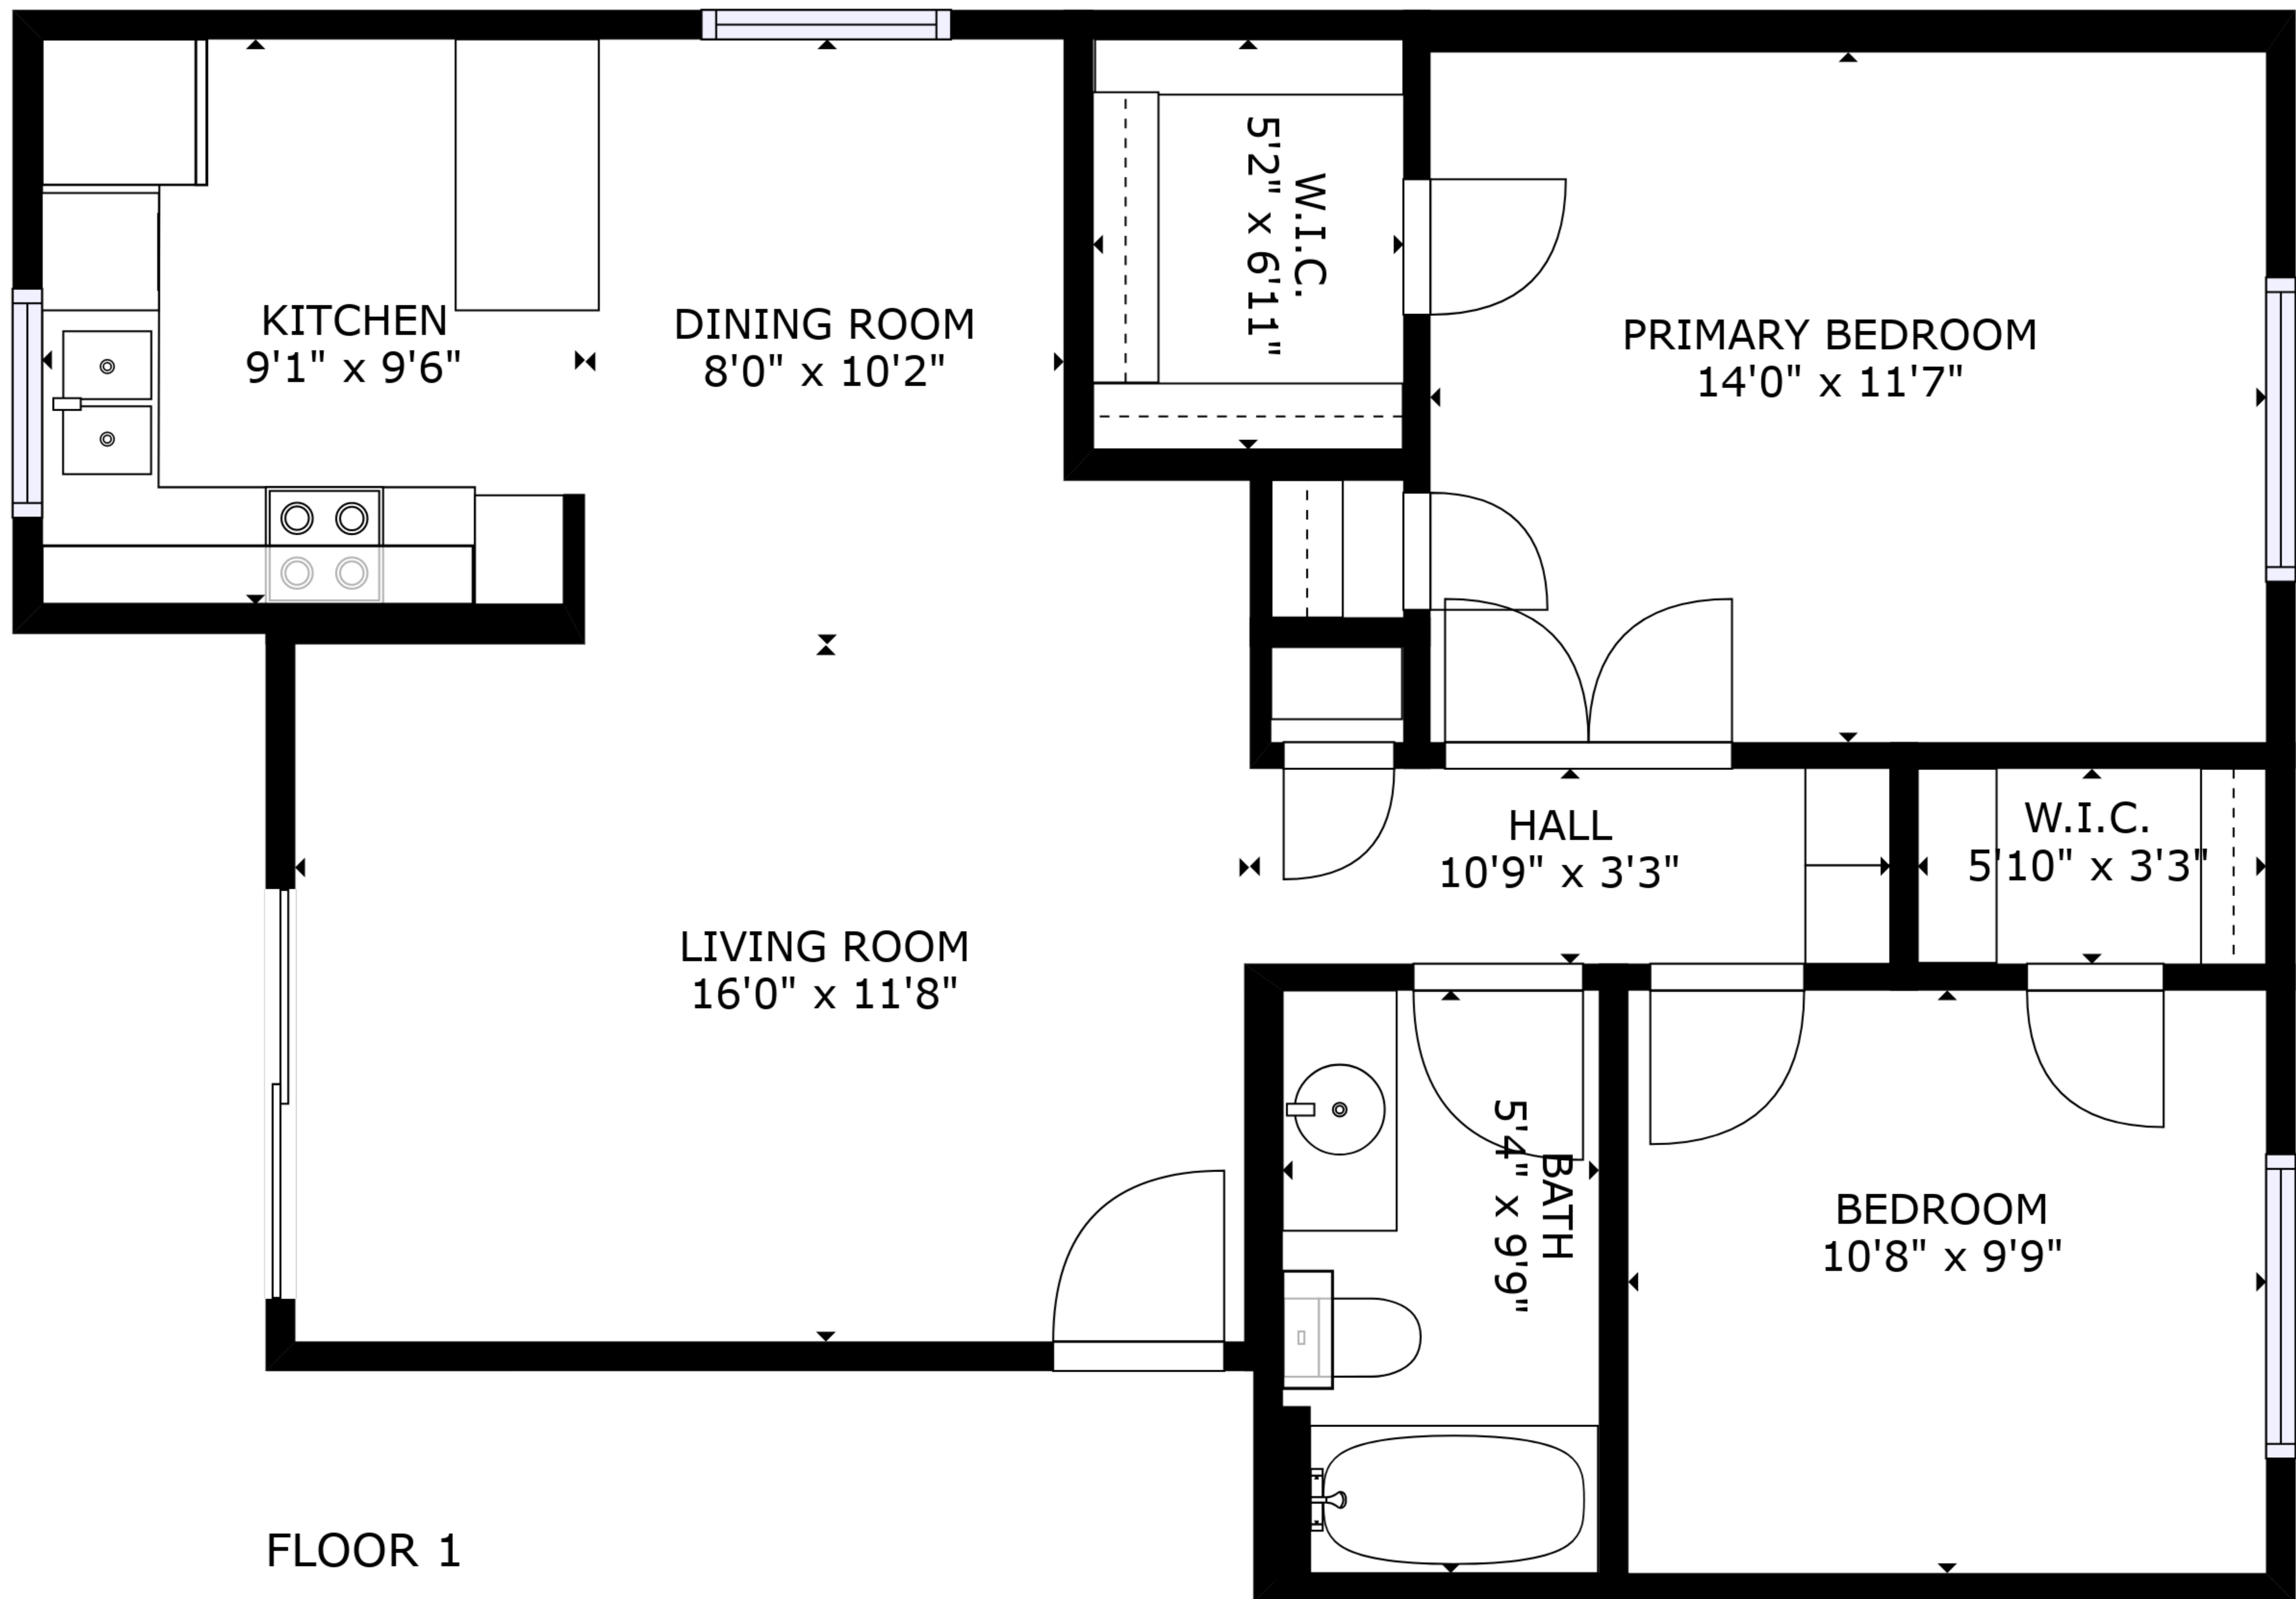 KITCHEN
9'1" x 9'6"
DINING ROOM
8'0" x 10'2"
W.I.C.
5'2" x 6'11"
PRIMARY BEDROOM
14'0" x 11'7"
HALL
10'9" x 3'3"
W.I.C.
5'10" x 3'3"
LIVING ROOM
16'0" x 11'8"
BATH
5'4" x 9'9"
BEDROOM
10'8" x 9'9"
FLOOR 1